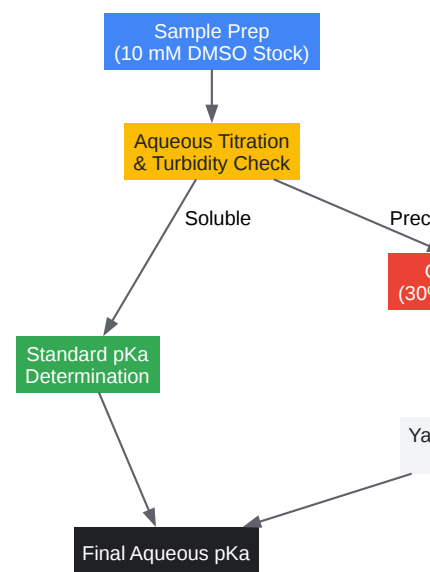 Sample Prep
(10 mM DMSO Stock)
Aqueous Titration
& Turbidity Check
Soluble
Standard pKa
Determination
Final Aqueous pKa